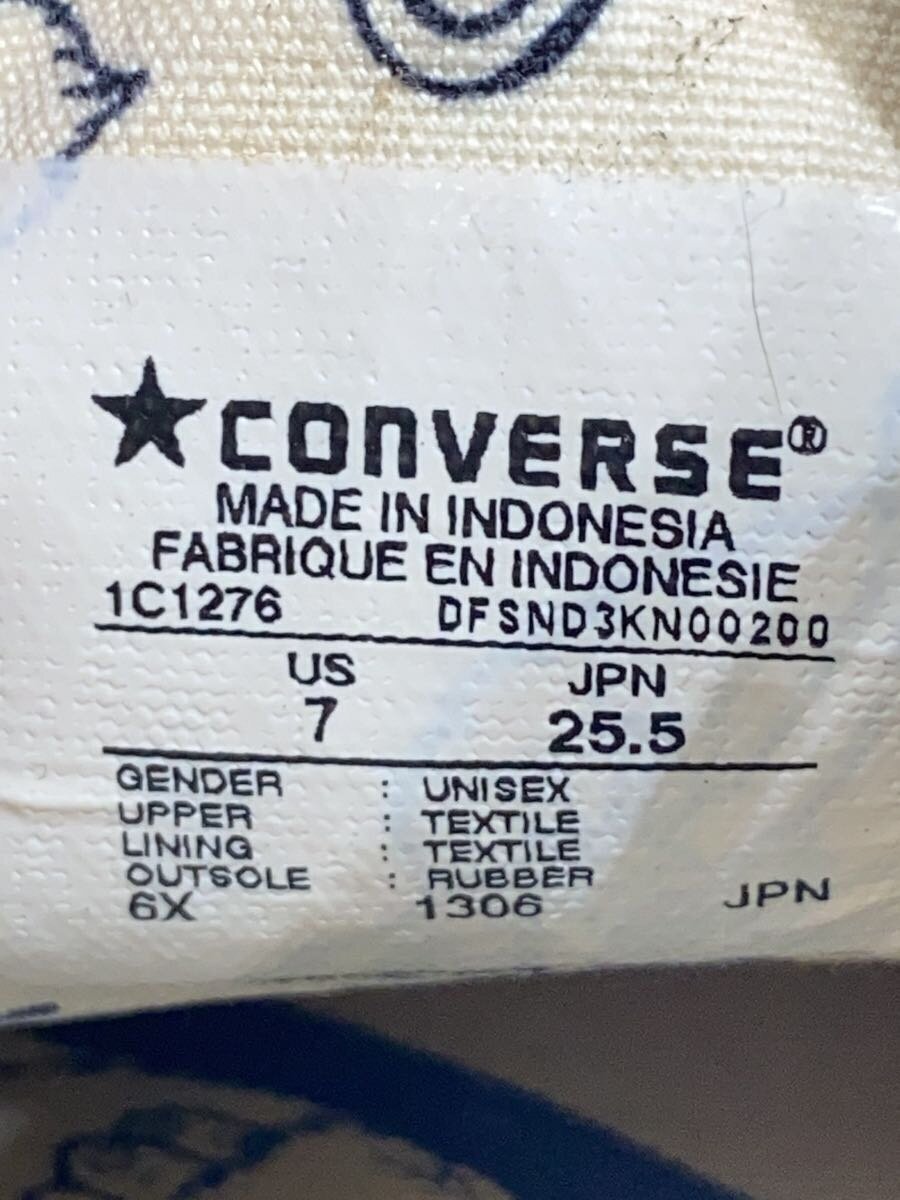 ★CONVERSE®
MADE IN INDONESIA
FABRIQUE EN INDONESIE
1C1276 DFSND3KN00200
US JPN
7 25.5
GENDER : UNISEX
UPPER : TEXTILE
LINING : TEXTILE
OUTSOLE : RUBBER
6X 1306 JPN